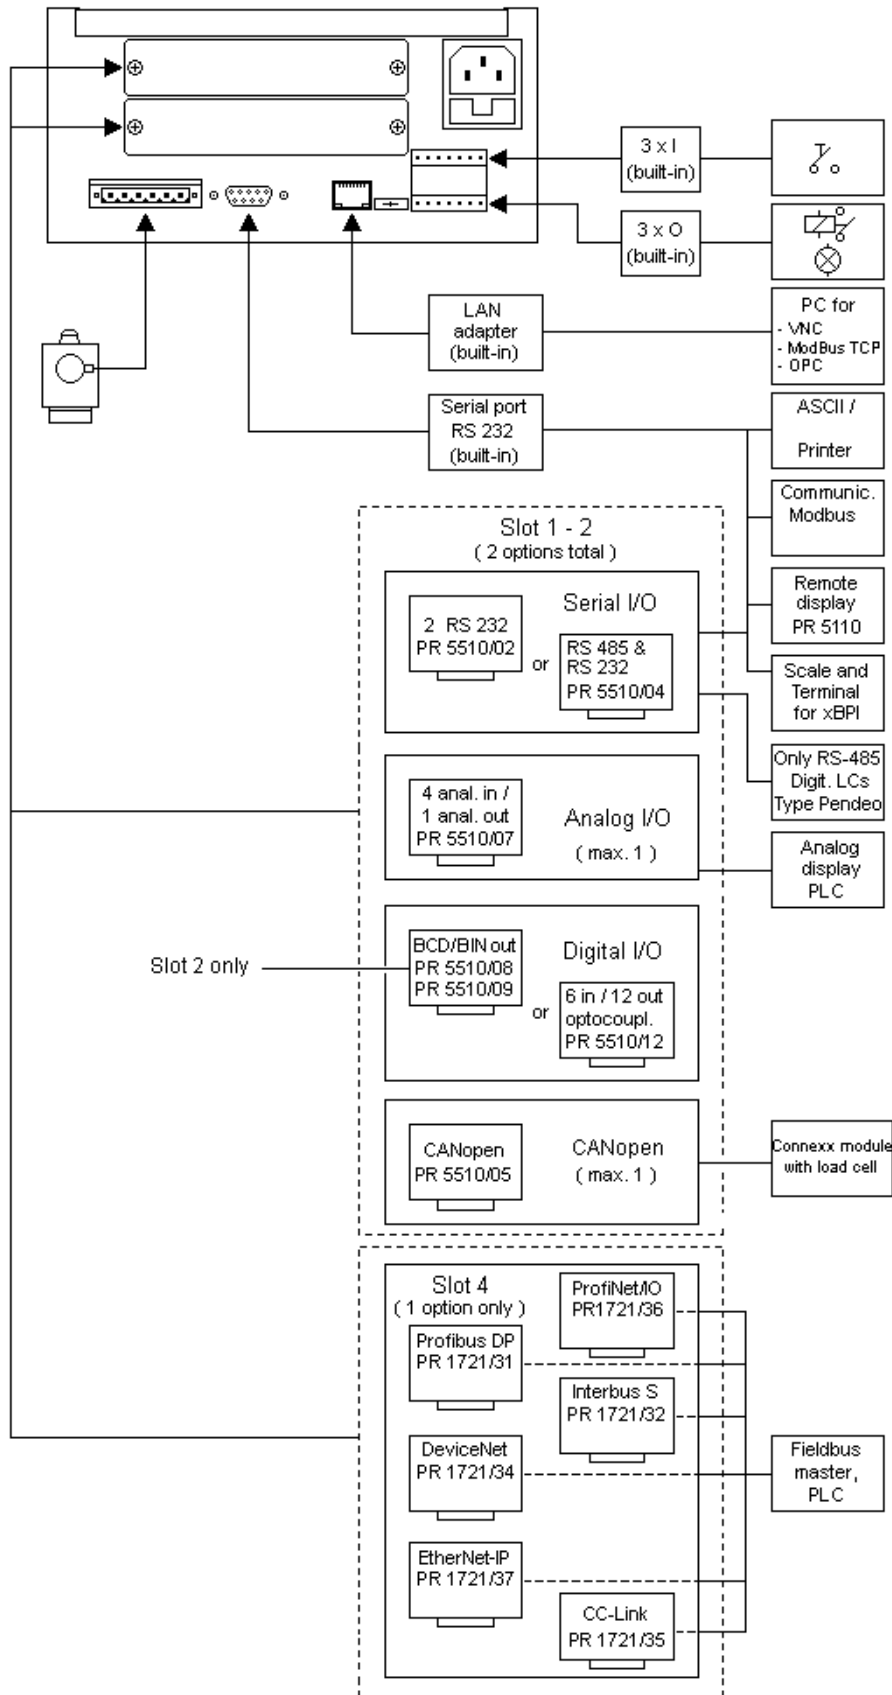 3 x I
(built-in)
3 x O
(built-in)
LAN
adapter
(built-in)
PC for
- VNC
- ModBus TCP
- OPC
Serial port
RS 232
(built-in)
ASCII /
Printer
Communic.
Modbus
Remote
display
PR 5110
Scale and
Terminal
for xBPI
Only RS-485
Digit. LCs
Type Pendeo
Slot 1 - 2
( 2 options total )
Serial I/O
2 RS 232
PR 5510/02
or
RS 485 &
RS 232
PR 5510/04
4 anal. in /
1 anal. out
PR 5510/07
Analog I/O
( max. 1 )
Analog
display
PLC
Slot 2 only
BCD/BIN out
PR 5510/08
PR 5510/09
Digital I/O
or
6 in / 12 out
optocoupl.
PR 5510/12
CANopen
PR 5510/05
CANopen
( max. 1 )
Connexx module
with load cell
Slot 4
( 1 option only )
ProfiNet/IO
PR1721/36
Profibus DP
PR 1721/31
Interbus S
PR 1721/32
DeviceNet
PR 1721/34
Fieldbus
master,
PLC
EtherNet-IP
PR 1721/37
CC-Link
PR 1721/35